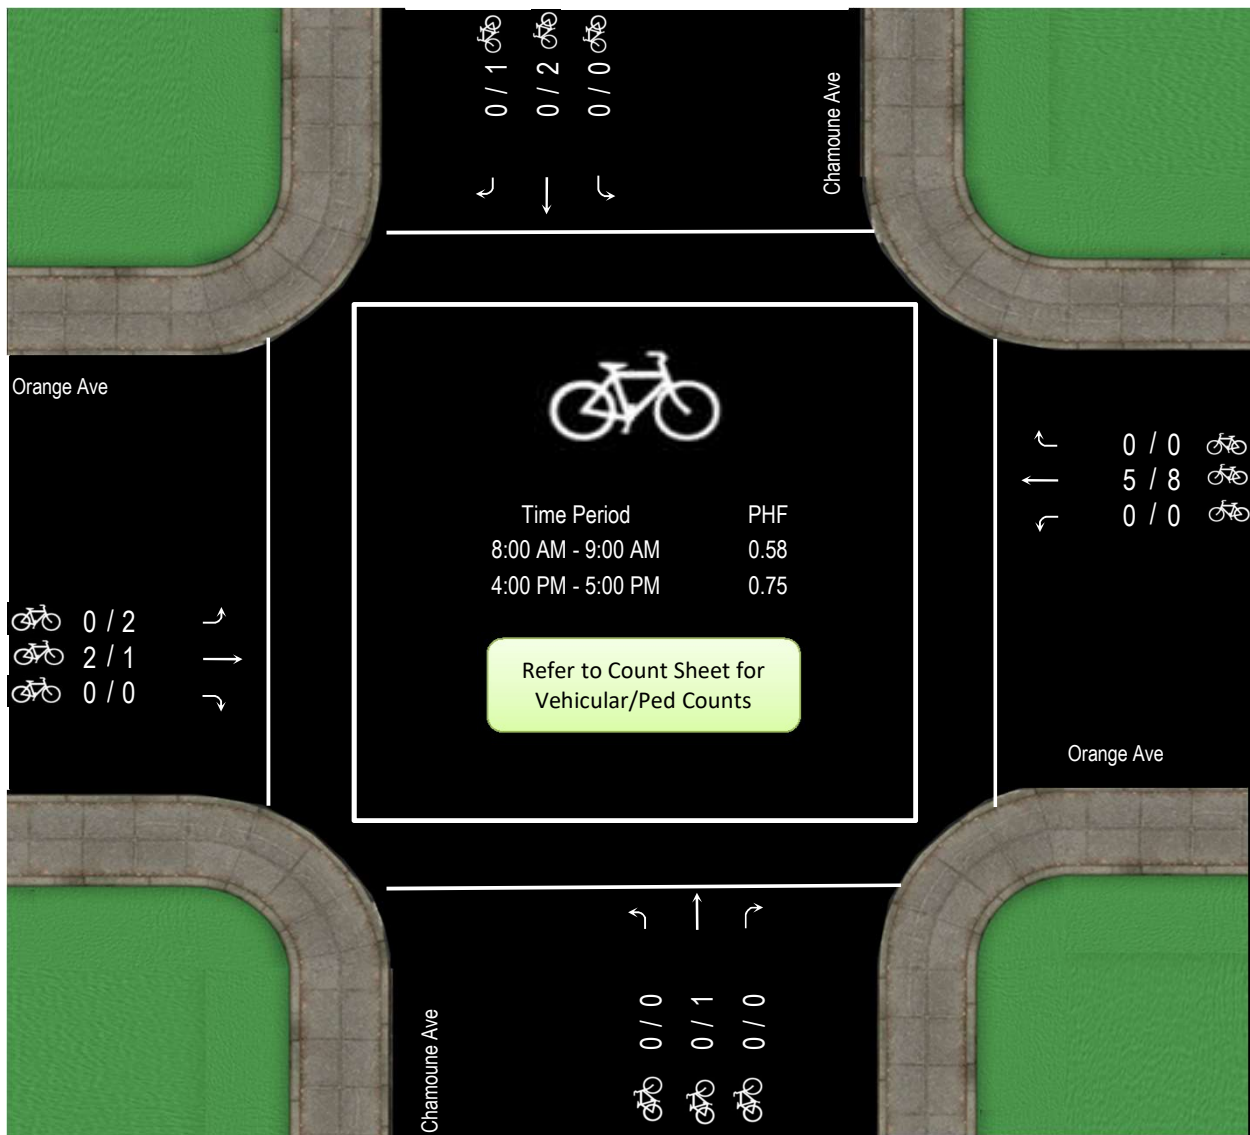 0 / 1
0 / 2
0 / 0
Chamoune Ave
Orange Ave
0 / 0
5 / 8
0 / 0
Time Period PHF
8:00 AM - 9:00 AM 0.58
4:00 PM - 5:00 PM 0.75
0 / 2
2 / 1
0 / 0
Refer to Count Sheet for
Vehicular/Ped Counts
Orange Ave
Chamoune Ave
0 / 0
0 / 1
0 / 0